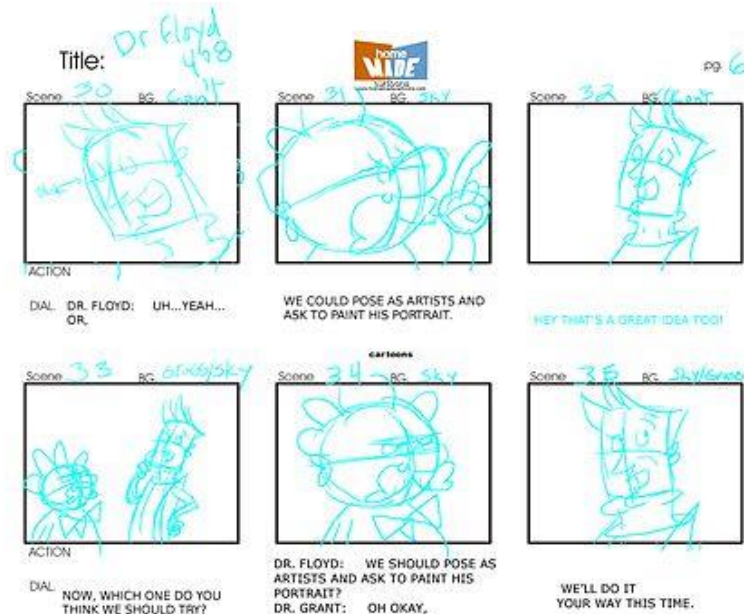 Title: Dr Floyd
468
home
MADE
pg. 6
Scene 30 BG
Scene 31 BG Sky
Scene 32 BG
ACTION
DIAL DR. FLOYD: UH...YEAH...
OR,
WE COULD POSE AS ARTISTS AND
ASK TO PAINT HIS PORTRAIT.
HEY THAT'S A GREAT IDEA TOO!
cartoons
Scene 33 BG Grass/sky
Scene 34 BG Sky
Scene 35 BG
ACTION
DIAL NOW, WHICH ONE DO YOU
THINK WE SHOULD TRY?
DR. FLOYD: WE SHOULD POSE AS
ARTISTS AND ASK TO PAINT HIS
PORTRAIT?
DR. GRANT: OH OKAY,
WE'LL DO IT
YOUR WAY THIS TIME.